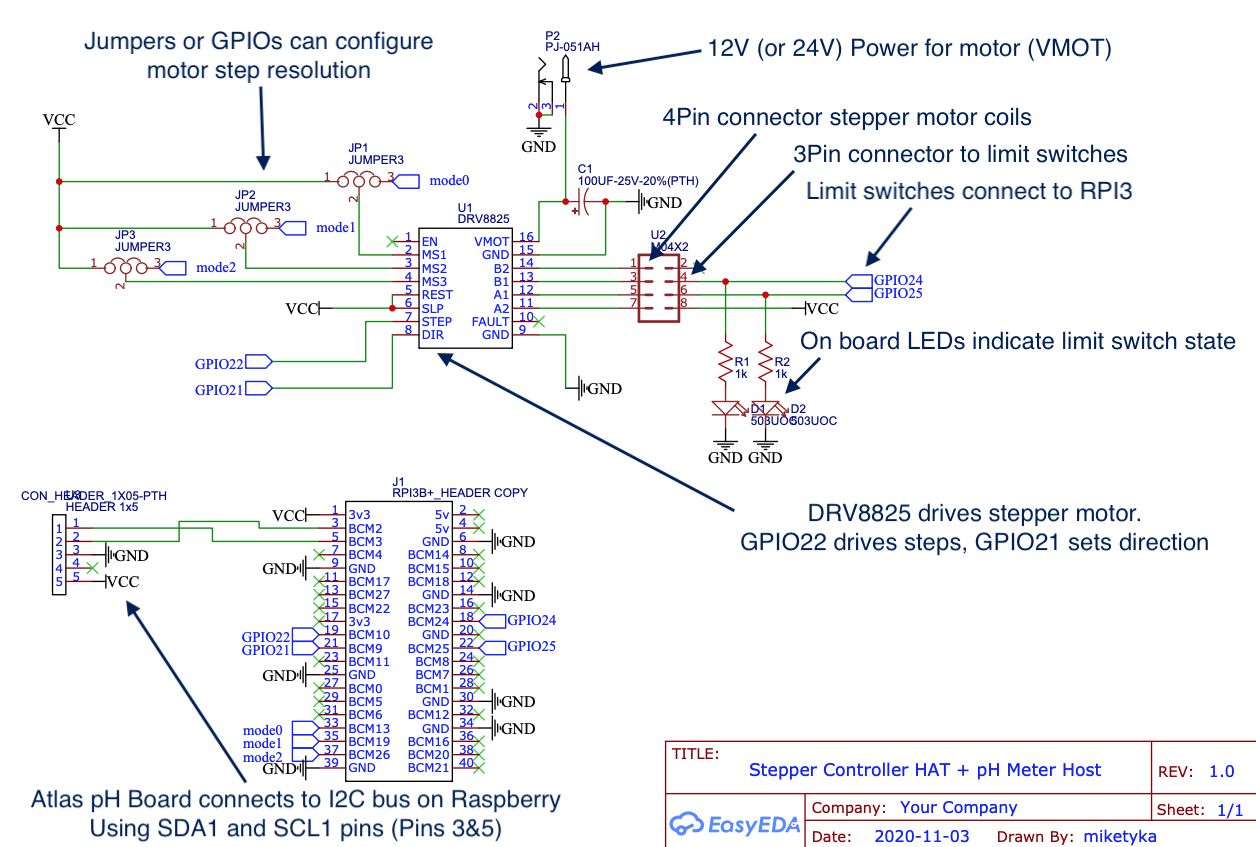 Jumpers or GPIOs can configure
motor step resolution
P2
PJ-051AH
12V (or 24V) Power for motor (VMOT)
2 3 1
GND
4Pin connector stepper motor coils
3Pin connector to limit switches
Limit switches connect to RPI3
VCC
JP1
JUMPER3
1 3 mode0
2
JP2
JUMPER3
1 3 mode1
2
JP3
JUMPER3
1 3 mode2
2
C1
100UF-25V-20%(PTH)
+
GND
U1
DRV8825
1 EN VMOT 16
2 MS1 GND 15
3 MS2 B2 14
4 MS3 B1 13
5 REST A1 12
VCC 6 SLP A2 11
7 STEP FAULT 10
8 DIR GND 9
GPIO22
GPIO21
GND
U2
M04X2
1 2
3 4
5 6
7 8
GPIO24
GPIO25
VCC
On board LEDs indicate limit switch state
R1
1k
R2
1k
D1
503UOC
D2
503UOC
GND GND
DRV8825 drives stepper motor.
GPIO22 drives steps, GPIO21 sets direction
CON_HEADER_1X05-PTH
HEADER 1x5
1 1
2 2
3 3 GND
4 4
5 5 VCC
J1
RPI3B+_HEADER COPY
VCC 1 3v3 5v 2
3 BCM2 5v 4
5 BCM3 GND 6 GND
7 BCM4 BCM14 8
GND 9 GND BCM15 10
11 BCM17 BCM18 12
13 BCM27 GND 14 GND
15 BCM22 BCM23 16
17 3v3 BCM24 18 GPIO24
GPIO22 19 BCM10 GND 20
GPIO21 21 BCM9 BCM25 22 GPIO25
23 BCM11 BCM8 24
GND 25 GND BCM7 26
27 BCM0 BCM1 28
29 BCM5 GND 30 GND
31 BCM6 BCM12 32
mode0 33 BCM13 GND 34 GND
mode1 35 BCM19 BCM16 36
mode2 37 BCM26 BCM20 38
GND 39 GND BCM21 40
Atlas pH Board connects to I2C bus on Raspberry
Using SDA1 and SCL1 pins (Pins 3&5)
TITLE:
Stepper Controller HAT + pH Meter Host
REV: 1.0
EasyEDA
Company: Your Company
Sheet: 1/1
Date: 2020-11-03 Drawn By: miketyka